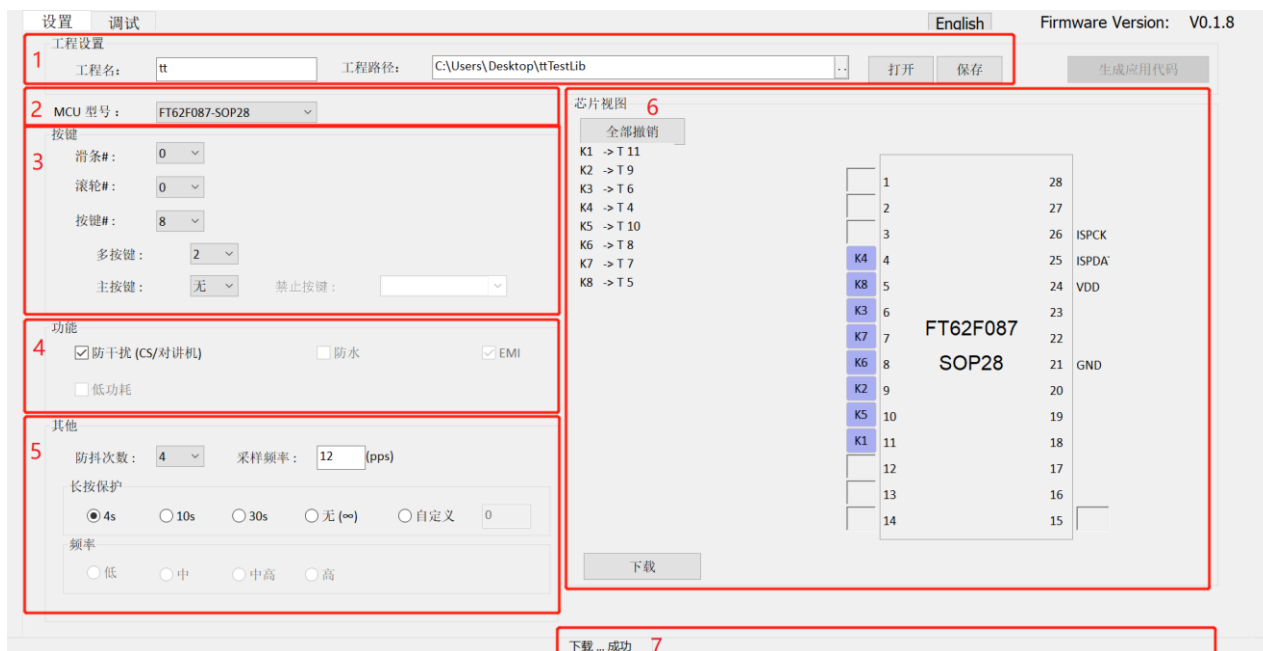 设置 调试 English Firmware Version: V0.1.8
工程设置
1 工程名: tt 工程路径: C:\Users\Desktop\ttTestLib .. 打开 保存 生成应用代码
2 MCU 型号: FT62F087-SOP28
3 按键
滑条#: 0
滚轮#: 0
按键#: 8
多按键: 2
主按键: 无 禁止按键:
4 功能
防干扰 (CS/对讲机) 防水 EMI
低功耗
5 其他
防抖次数: 4 采样频率: 12 (pps)
长按保护
4s 10s 30s 无 (∞) 自定义 0
频率
低 中 中高 高
芯片视图 6
全部撤销
K1 -> T 11
K2 -> T 9
K3 -> T 6
K4 -> T 4
K5 -> T 10
K6 -> T 8
K7 -> T 7
K8 -> T 5
1 28
2 27
3 26 ISPCK
K4 4 25 ISPDA
K8 5 24 VDD
K3 6 23
K7 7 22
K6 8 21 GND
K2 9 20
K5 10 19
K1 11 18
12 17
13 16
14 15
FT62F087
SOP28
下载
下载 ... 成功 7